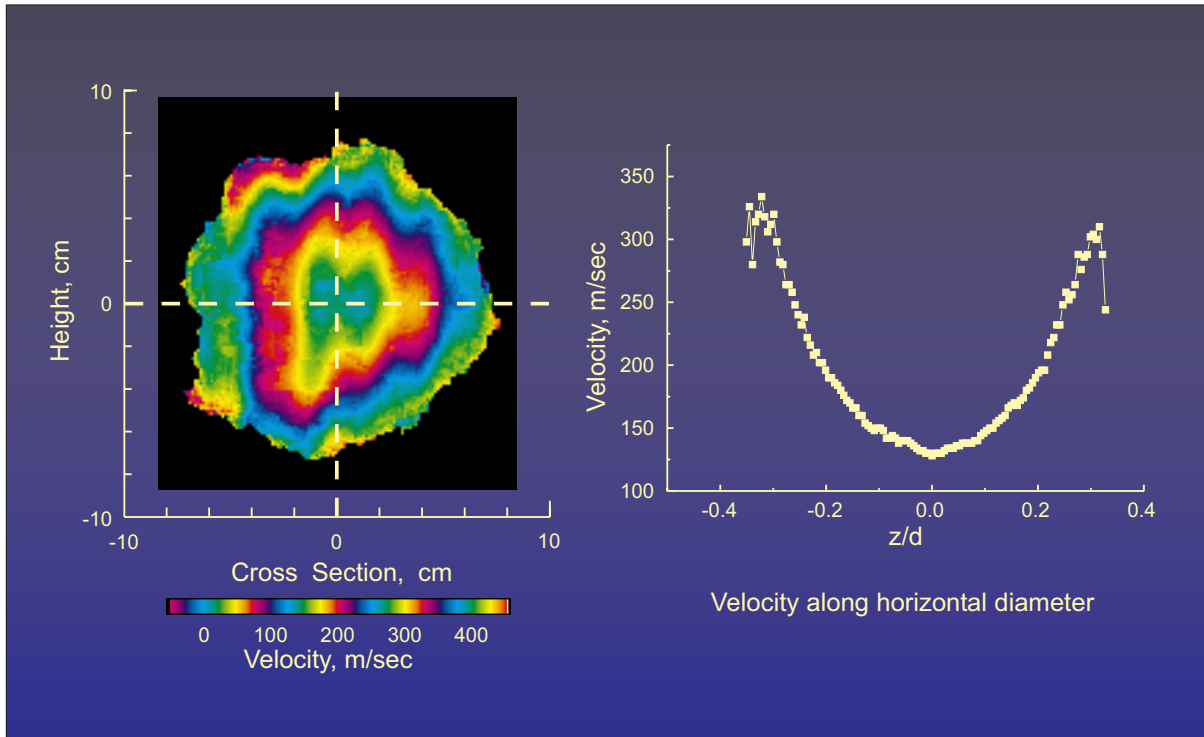 10
0
-10
Height, cm
-10 0 10
Cross Section, cm
0 100 200 300 400
Velocity, m/sec
350
300
250
200
150
100
Velocity, m/sec
-0.4 -0.2 0.0 0.2 0.4
z/d
Velocity along horizontal diameter